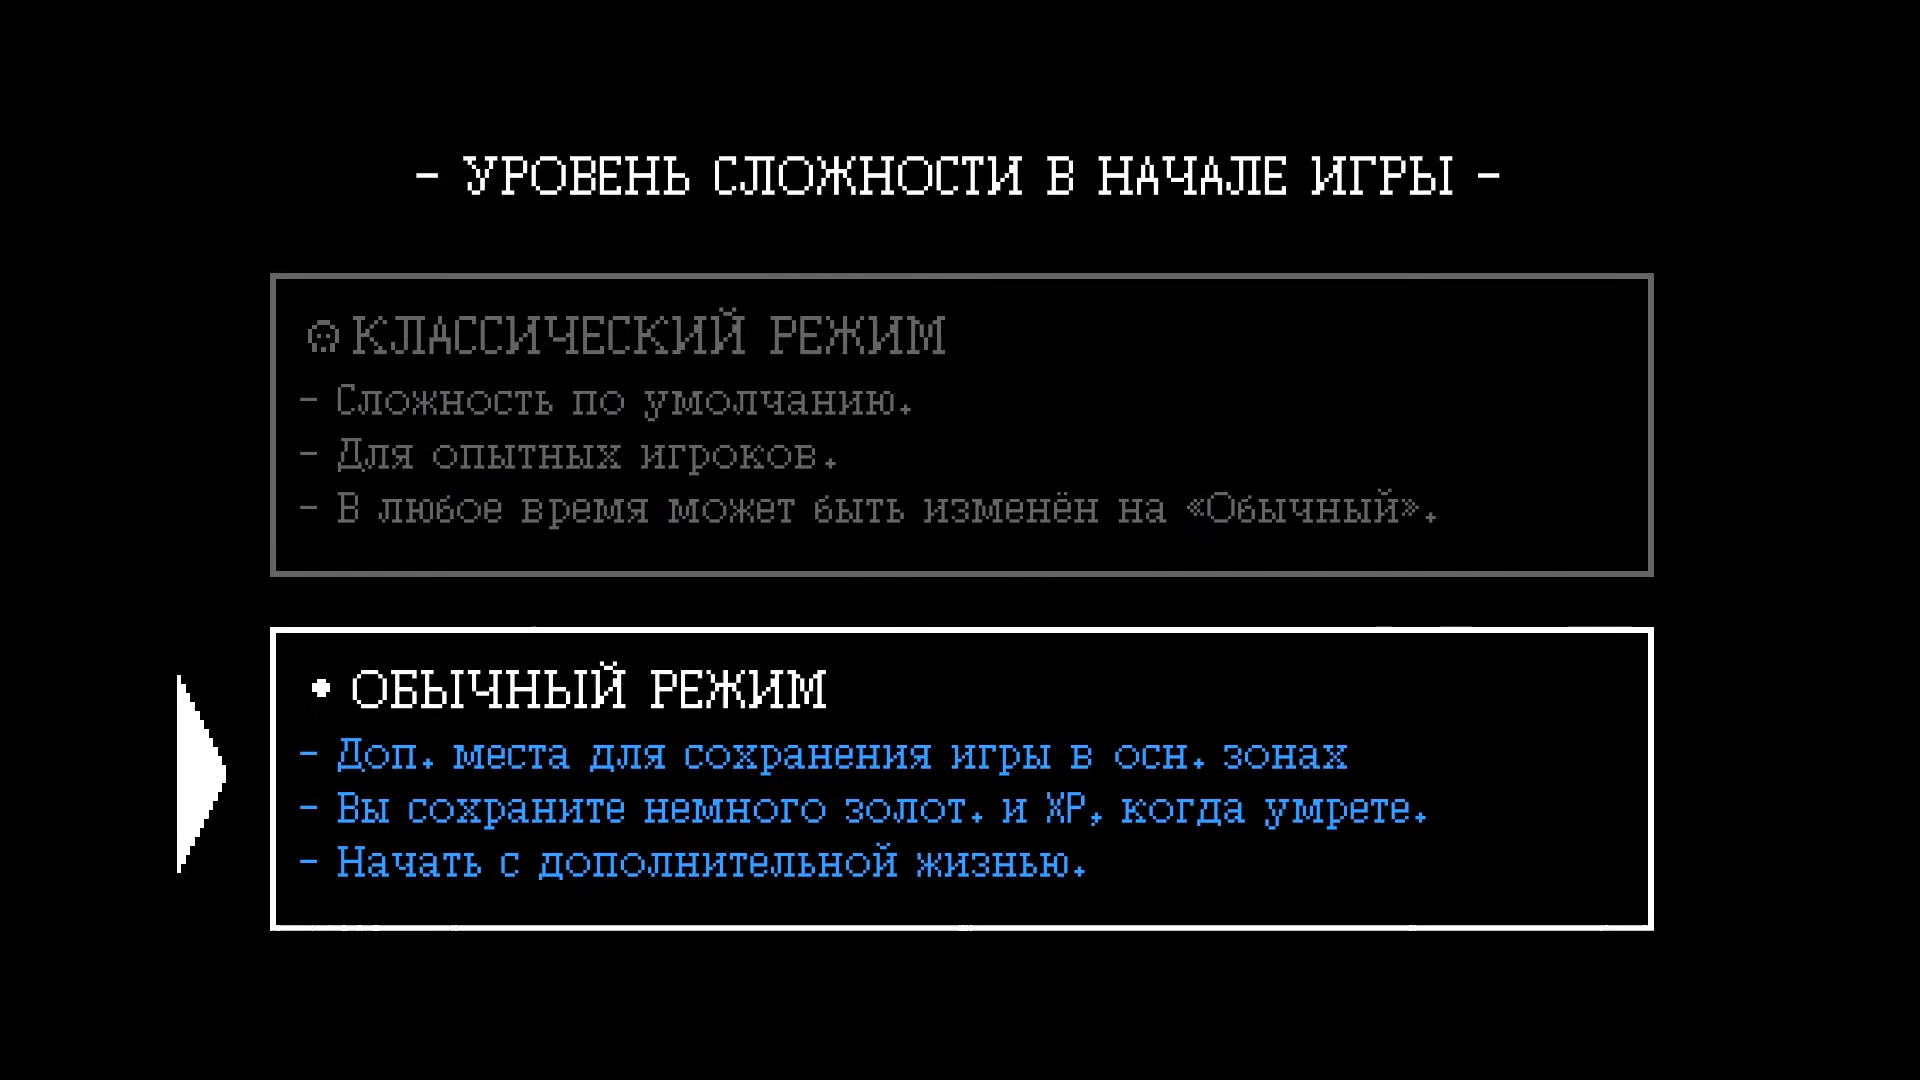 - УРОВЕНЬ СЛОЖНОСТИ В НАЧАЛЕ ИГРЫ -
КЛАССИЧЕСКИЙ РЕЖИМ
- Сложность по умолчанию.
- Для опытных игроков.
- В любое время может быть изменён на «Обычный».
• ОБЫЧНЫЙ РЕЖИМ
- Доп. места для сохранения игры в осн. зонах
- Вы сохраните немного золот. и XP, когда умрете.
- Начать с дополнительной жизнью.